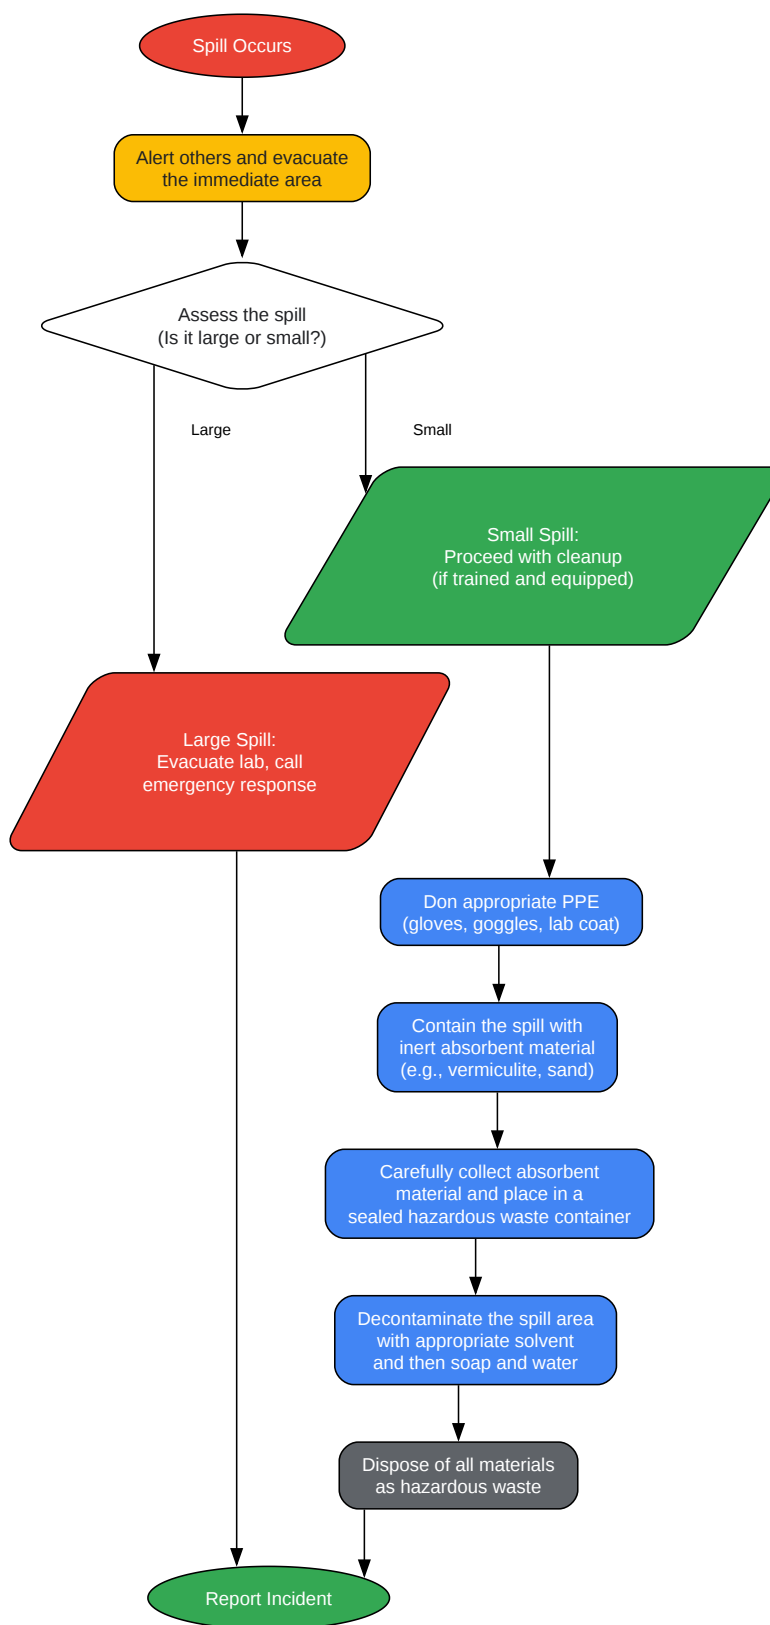 Spill Occurs
Alert others and evacuate
the immediate area
Assess the spill
(Is it large or small?)
Large
Small
Small Spill:
Proceed with cleanup
(if trained and equipped)
Large Spill:
Evacuate lab, call
emergency response
Don appropriate PPE
(gloves, goggles, lab coat)
Contain the spill with
inert absorbent material
(e.g., vermiculite, sand)
Carefully collect absorbent
material and place in a
sealed hazardous waste container
Decontaminate the spill area
with appropriate solvent
and then soap and water
Dispose of all materials
as hazardous waste
Report Incident